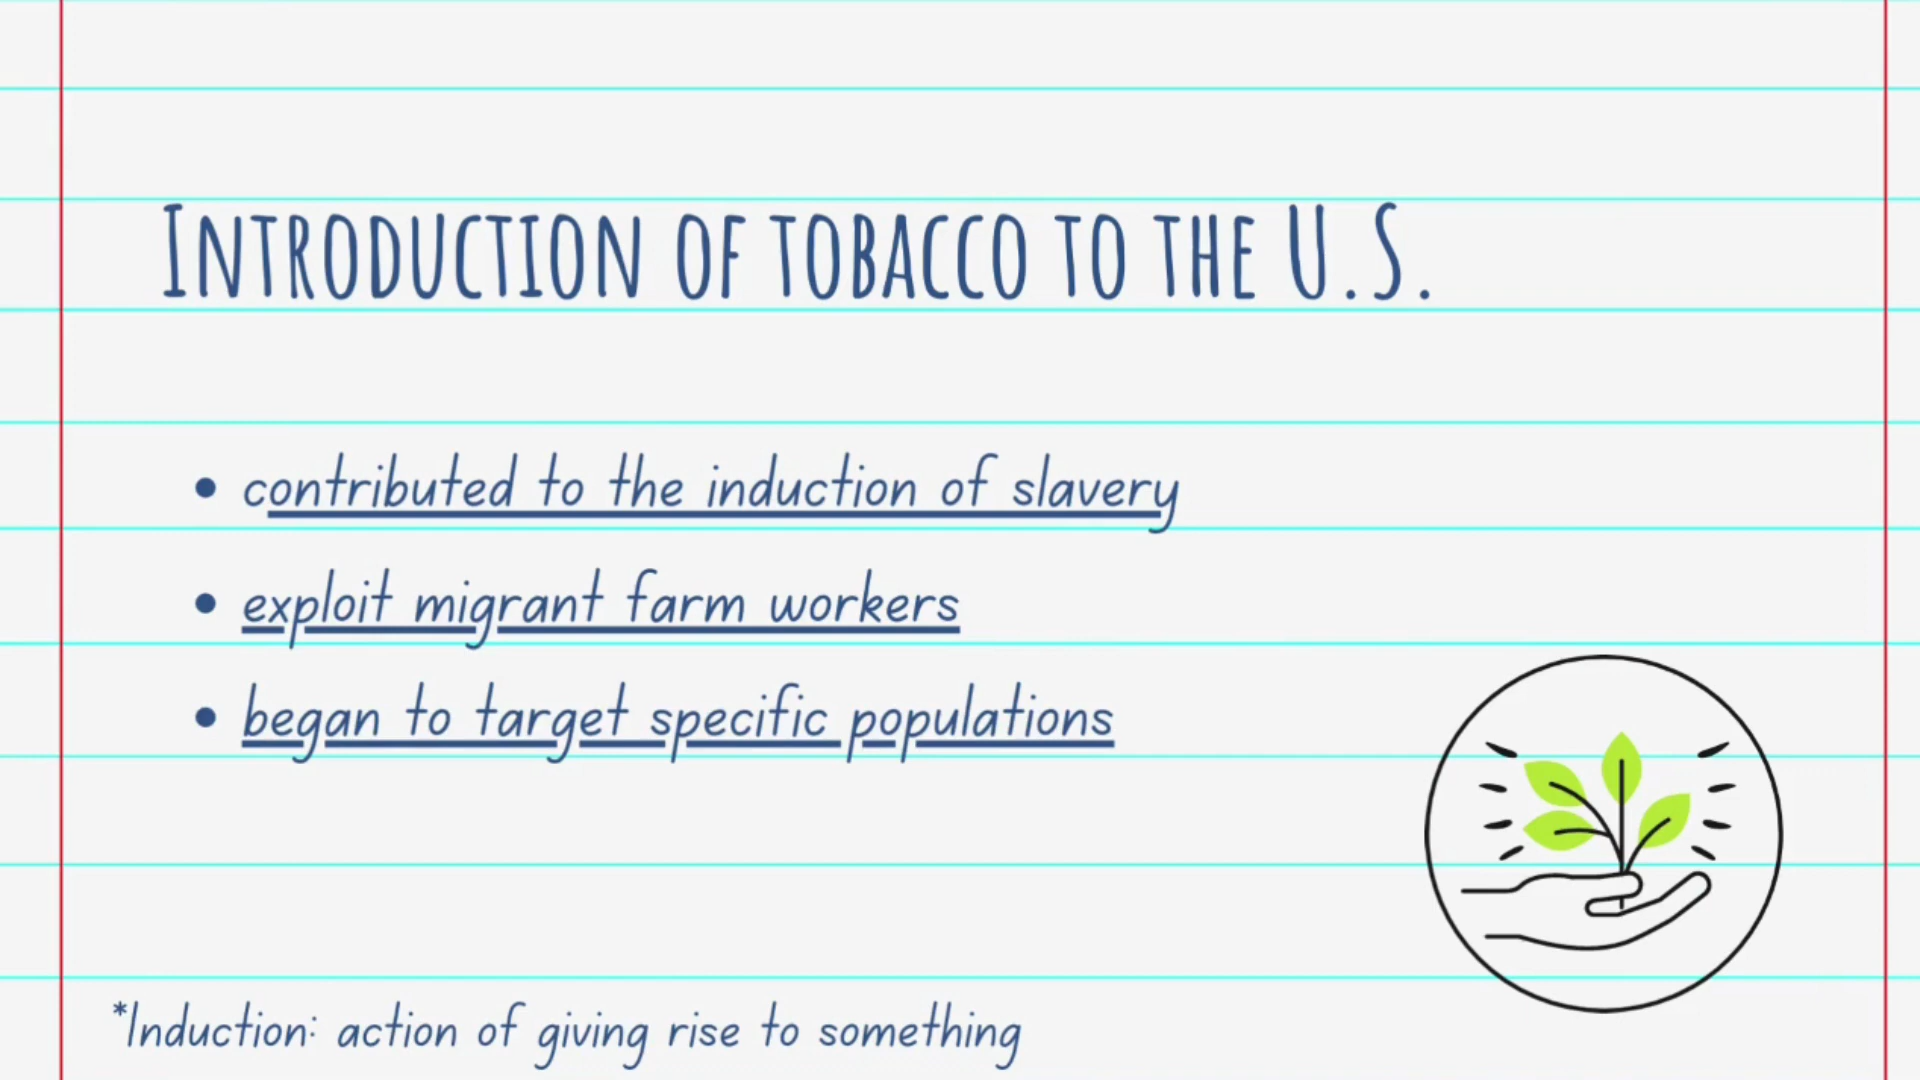 Introduction of tobacco to the U.S.
• contributed to the induction of slavery
• exploit migrant farm workers
• began to target specific populations
*Induction: action of giving rise to something